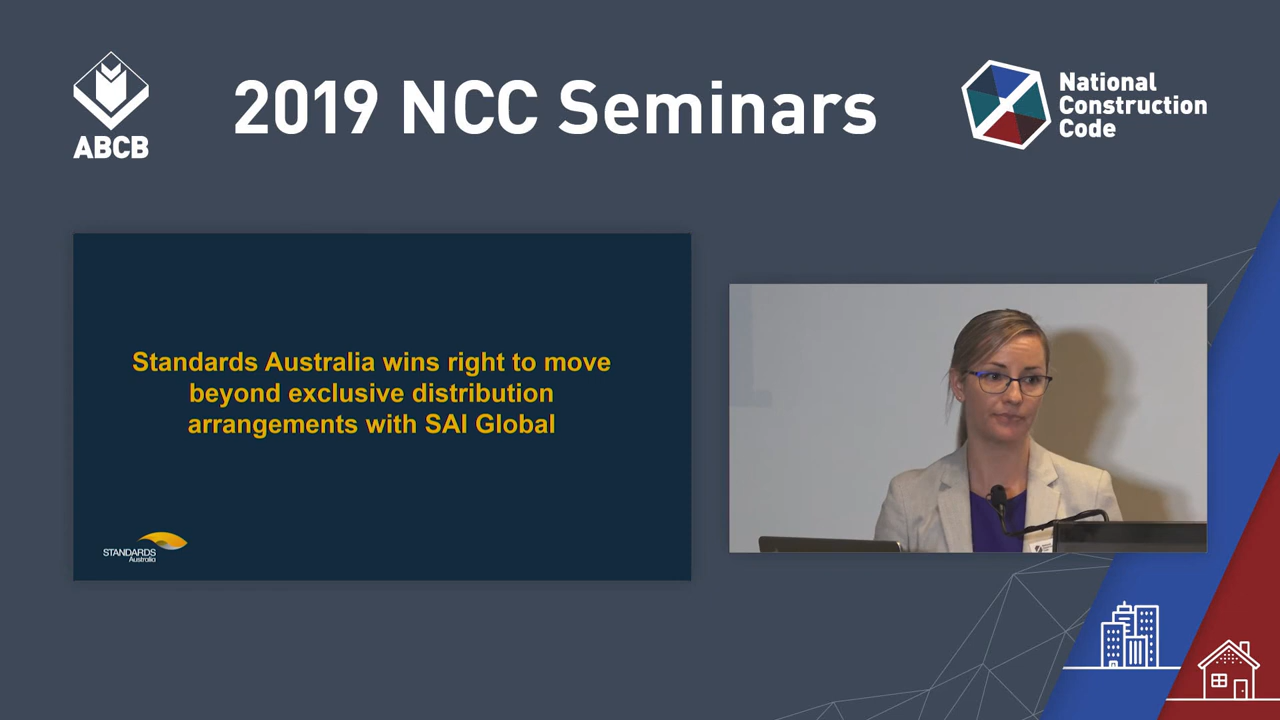 ABCB
2019 NCC Seminars
National
Construction
Code
Standards Australia wins right to move
beyond exclusive distribution
arrangements with SAI Global
STANDARDS
Australia